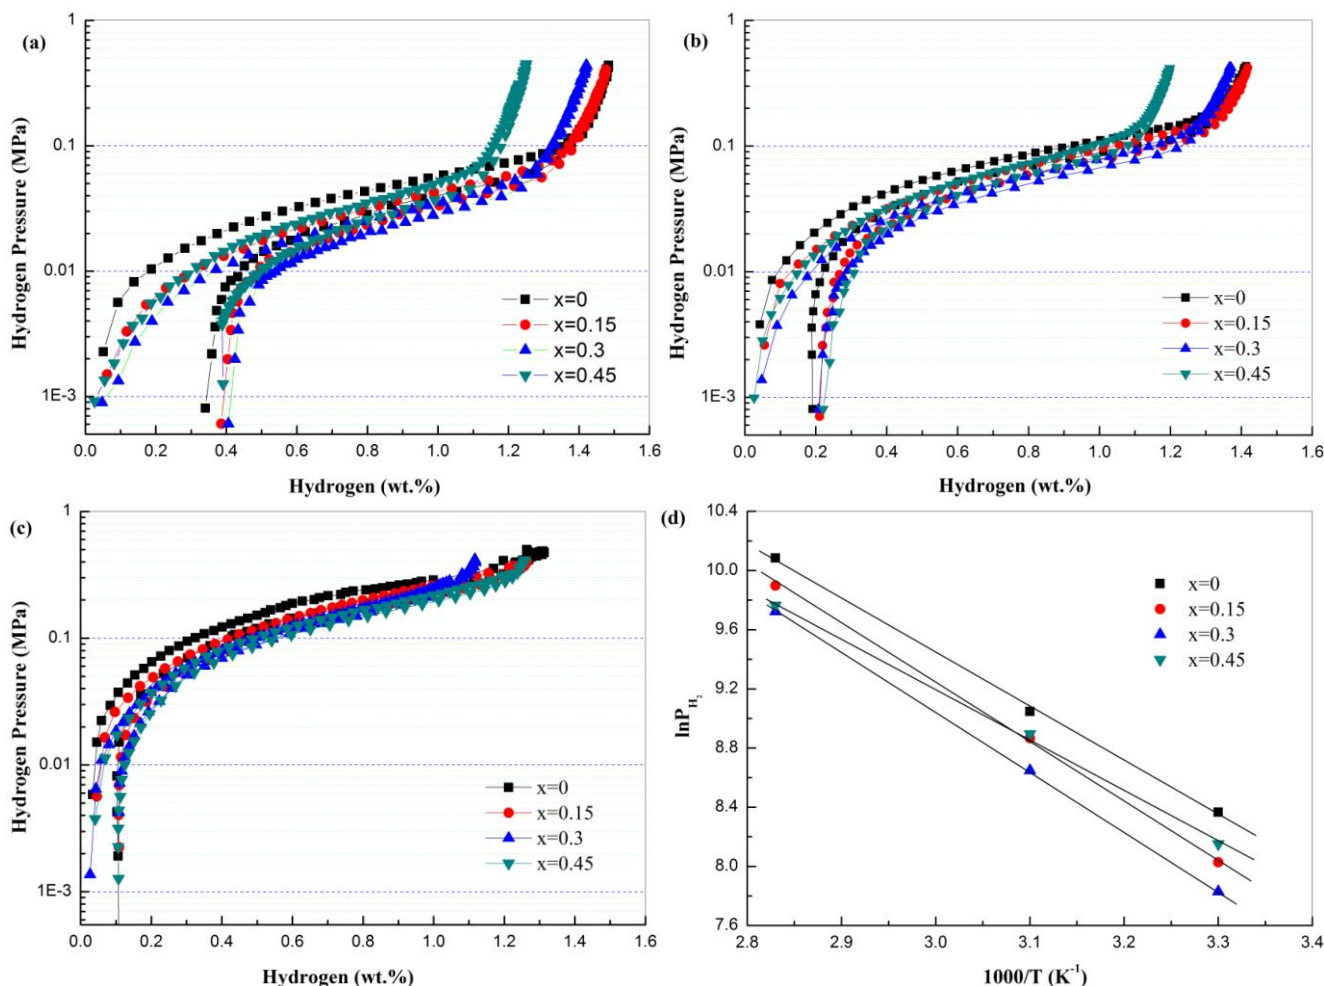 (a)
1
0.1
0.01
1E-3
Hydrogen Pressure (MPa)
x=0
x=0.15
x=0.3
x=0.45
0.0 0.2 0.4 0.6 0.8 1.0 1.2 1.4 1.6
Hydrogen (wt.%)
(b)
1
0.1
0.01
1E-3
Hydrogen Pressure (MPa)
x=0
x=0.15
x=0.3
x=0.45
0.0 0.2 0.4 0.6 0.8 1.0 1.2 1.4 1.6
Hydrogen (wt.%)
(c)
1
0.1
0.01
1E-3
Hydrogen Pressure (MPa)
x=0
x=0.15
x=0.3
x=0.45
0.0 0.2 0.4 0.6 0.8 1.0 1.2 1.4 1.6
Hydrogen (wt.%)
(d)
10.4
10.0
9.6
9.2
8.8
8.4
8.0
7.6
lnP_H₂
x=0
x=0.15
x=0.3
x=0.45
2.8 2.9 3.0 3.1 3.2 3.3 3.4
1000/T (K⁻¹)